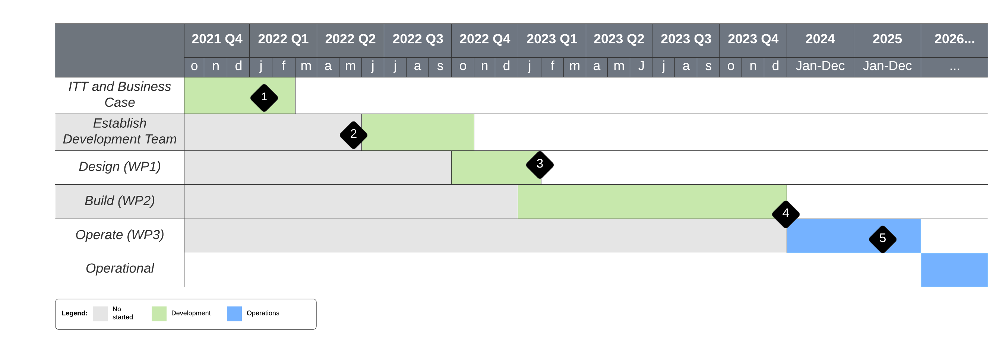 2021 Q4 2022 Q1 2022 Q2 2022 Q3 2022 Q4 2023 Q1 2023 Q2 2023 Q3 2023 Q4 2024 2025 2026...
o n d j f m a m j j a s o n d j f m a m J j a s o n d Jan-Dec Jan-Dec ...
ITT and Business
Case
1
Establish
Development Team
2
Design (WP1)
3
Build (WP2)
4
Operate (WP3)
5
Operational
Legend:
No
started
Development
Operations